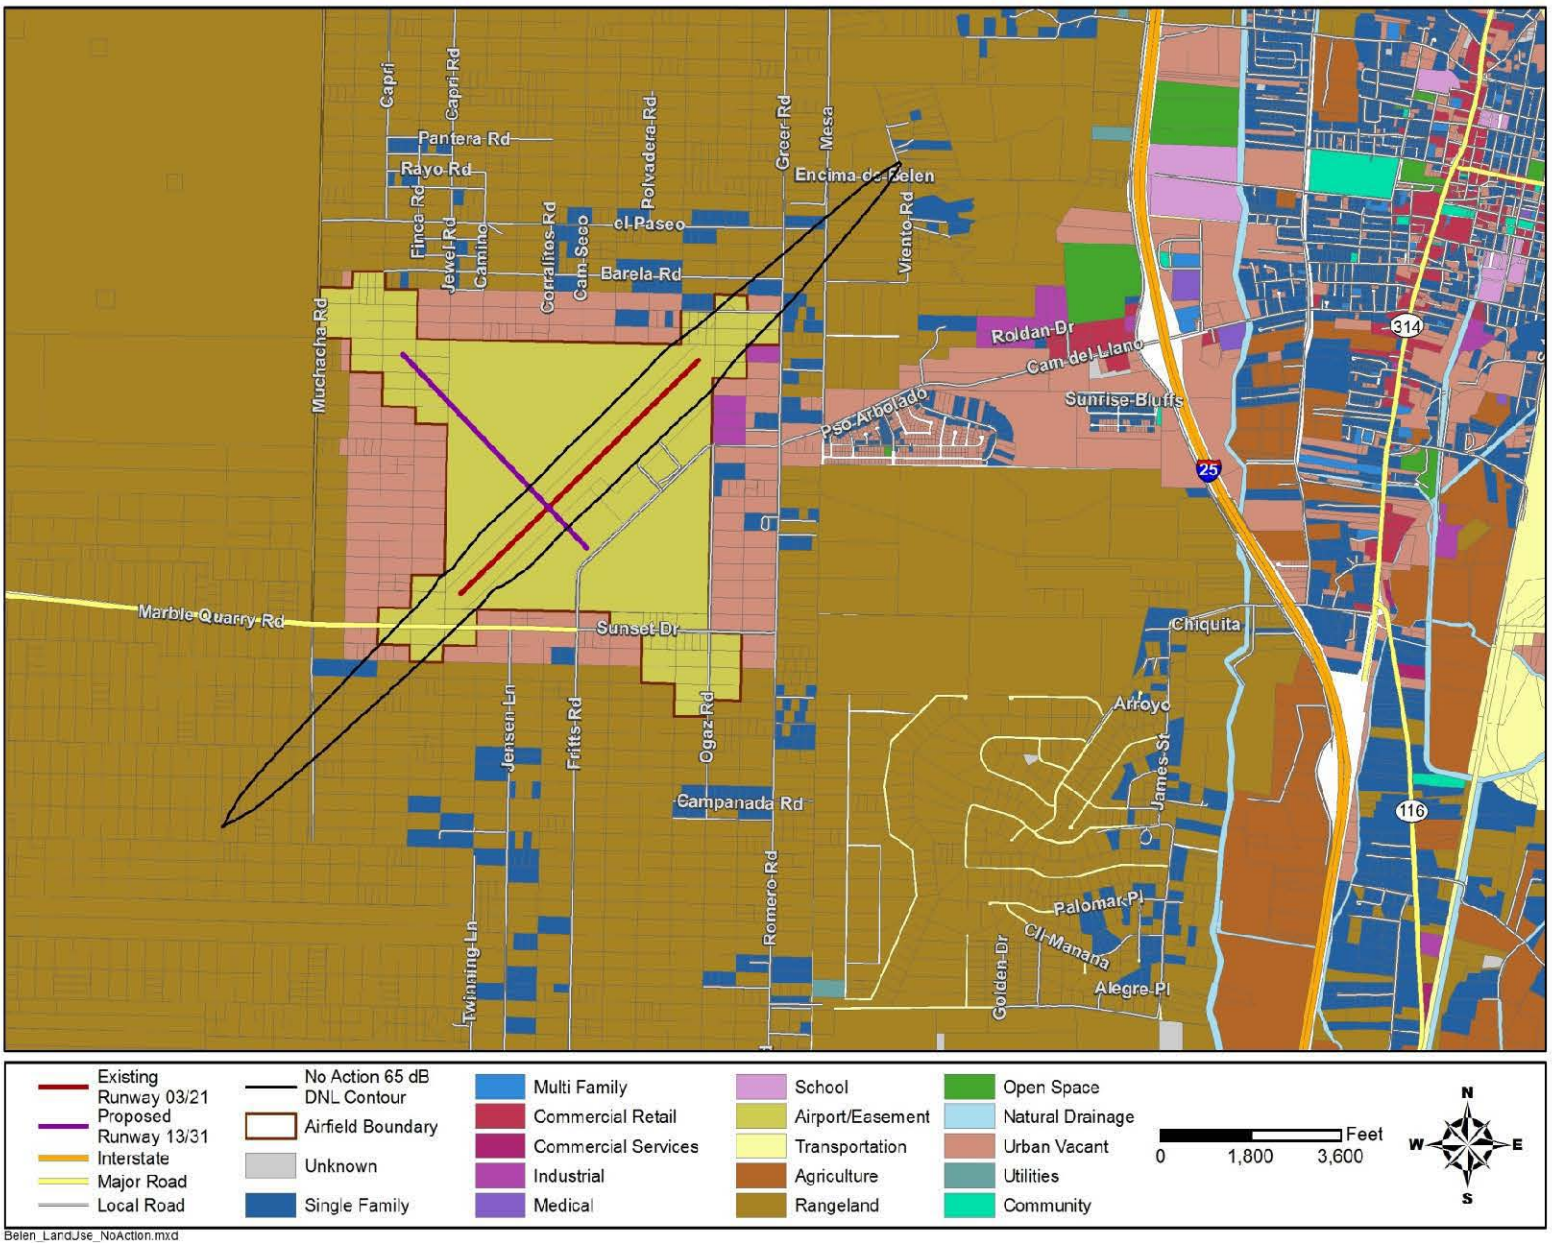 Capri
Capri Rd
Pantera Rd
Rayo Rd
Finca Rd
Jewel Rd
Camino
Corralitos Rd
Cam Seco
Polvadera Rd
el Paseo
Barela Rd
Greer Rd
Mesa
Encima de Belen
Viento Rd
Muchacha Rd
Roldan Dr
Cam del Llano
314
Sunrise Bluffs
Pso Arbolado
25
Marble Quarry Rd
Sunset Dr
Chiquita
Jensen Ln
Fritts Rd
Ogaz Rd
Arroyo
James St
Campanada Rd
116
Romero Rd
Palomar Pl
Cll Manana
Golden Dr
Alegre Pl
Twinning Ln
Existing
Runway 03/21
Proposed
Runway 13/31
Interstate
Major Road
Local Road
No Action 65 dB
DNL Contour
Airfield Boundary
Unknown
Single Family
Multi Family
Commercial Retail
Commercial Services
Industrial
Medical
School
Airport/Easement
Transportation
Agriculture
Rangeland
Open Space
Natural Drainage
Urban Vacant
Utilities
Community
Feet
0 1,800 3,600
N
W E
S
Belen_LandUse_NoAction.mxd